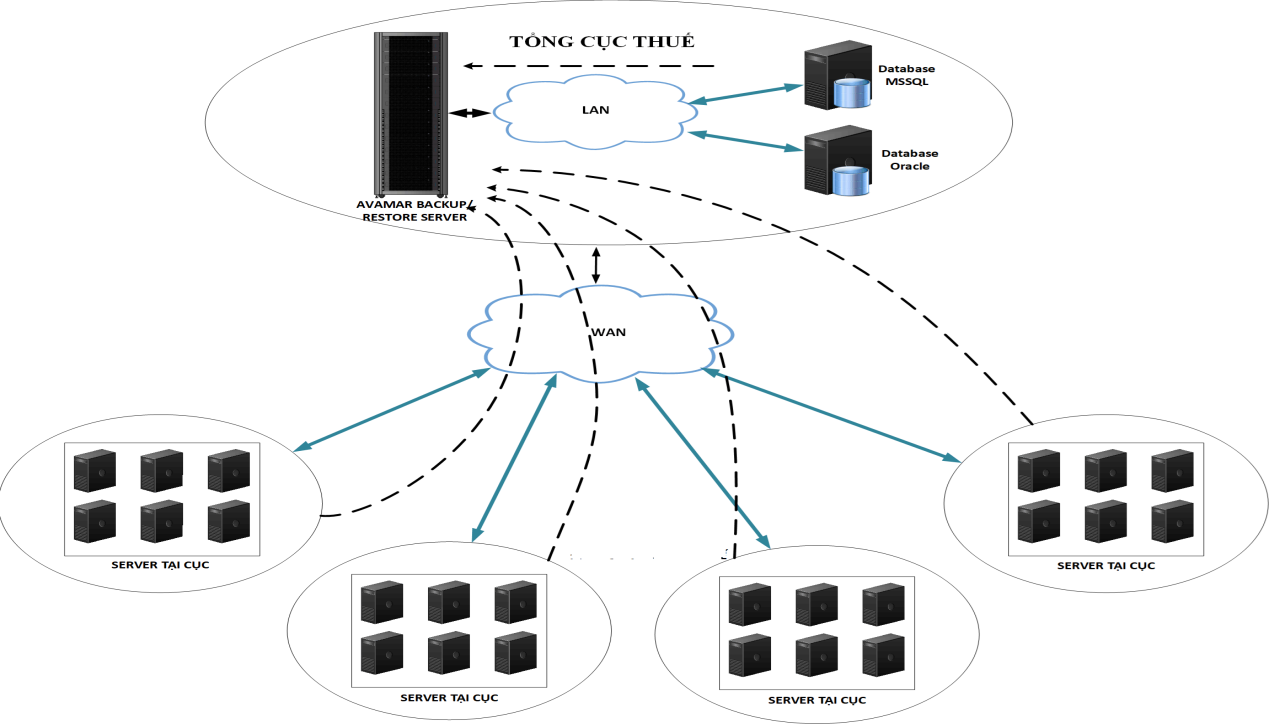 TỔNG CỤC THUẾ
Database
MSSQL
LAN
Database
Oracle
AVAMAR BACKUP/
RESTORE SERVER
WAN
SERVER TẠI CỤC
SERVER TẠI CỤC
SERVER TẠI CỤC
SERVER TẠI CỤC